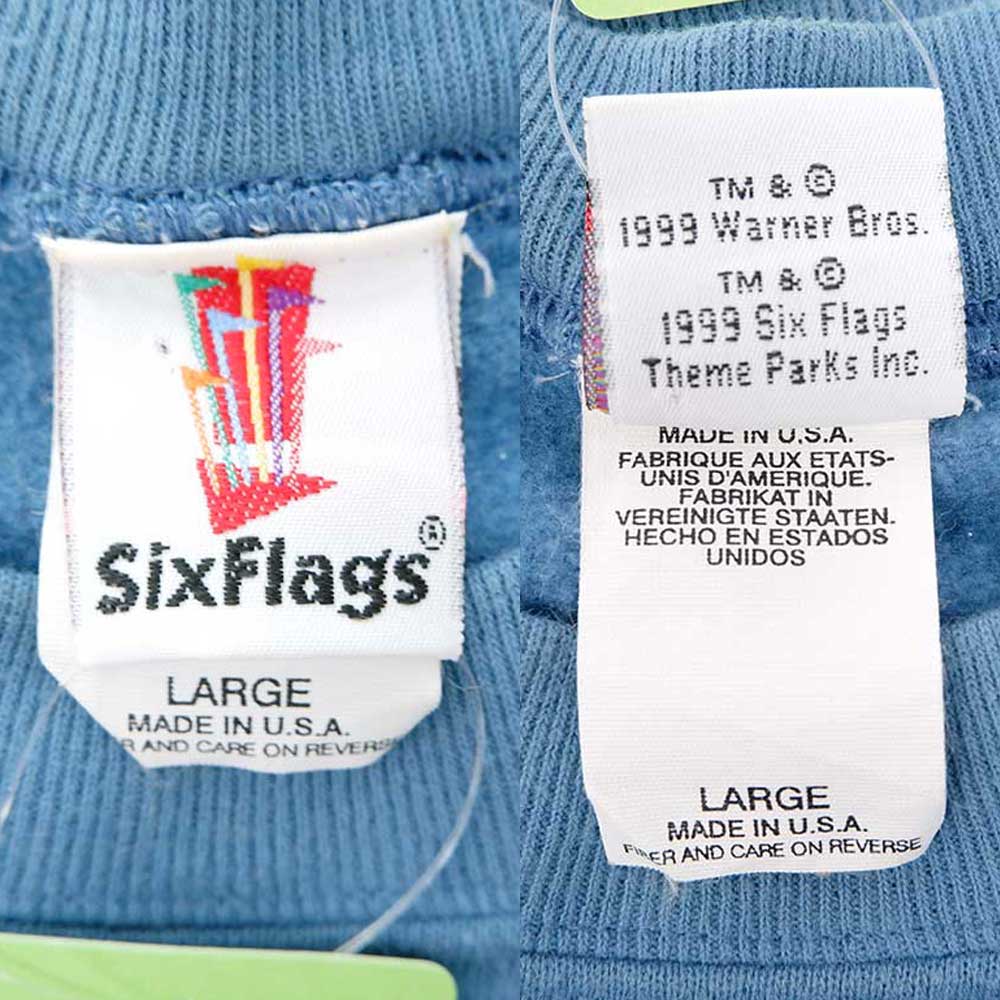 SixFlags®
LARGE
MADE IN U.S.A.
R AND CARE ON REVERS
TM & ©
1999 Warner Bros.
TM & ©
1999 Six Flags
Theme Parks Inc.
MADE IN U.S.A.
FABRIQUE AUX ETATS-
UNIS D'AMERIQUE.
FABRIKAT IN
VEREINIGTE STAATEN.
HECHO EN ESTADOS
UNIDOS
LARGE
MADE IN U.S.A.
FIBER AND CARE ON REVERSE